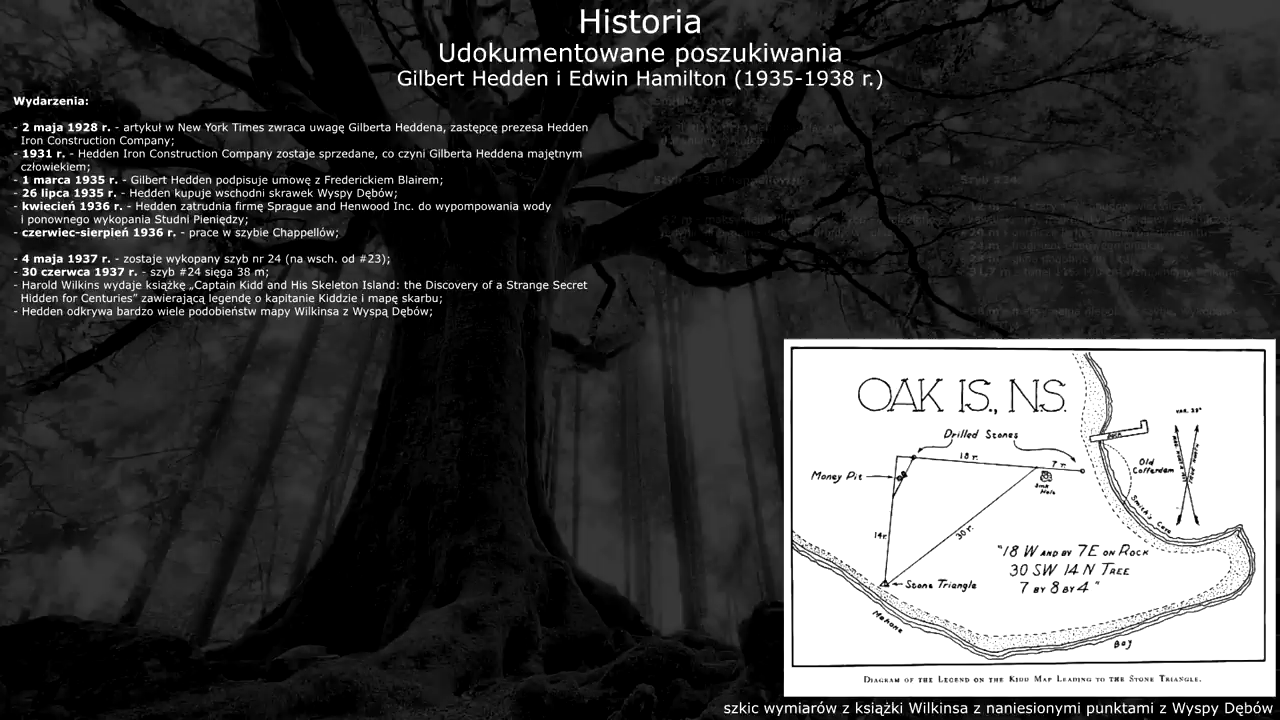 Historia
Udokumentowane poszukiwania
Gilbert Hedden i Edwin Hamilton (1935-1938 r.)
Wydarzenia:
- 2 maja 1928 r. - artykuł w New York Times zwraca uwagę Gilberta Heddena, zastępcę prezesa Hedden
Iron Construction Company;
- 1931 r. - Hedden Iron Construction Company zostaje sprzedane, co czyni Gilberta Heddena majętnym
człowiekiem;
- 1 marca 1935 r. - Gilbert Hedden podpisuje umowę z Frederickiem Blairem;
- 26 lipca 1935 r. - Hedden kupuje wschodni skrawek Wyspy Dębów;
- kwiecień 1936 r. - Hedden zatrudnia firmę Sprague and Henwood Inc. do wypompowania wody
i ponownego wykopania Studni Pieniędzy;
- czerwiec-sierpień 1936 r. - prace w szybie Chappellów;
- 4 maja 1937 r. - zostaje wykopany szyb nr 24 (na wsch. od #23);
- 30 czerwca 1937 r. - szyb #24 sięga 38 m;
- Harold Wilkins wydaje książkę „Captain Kidd and His Skeleton Island: the Discovery of a Strange Secret
Hidden for Centuries” zawierającą legendę o kapitanie Kiddzie i mapę skarbu;
- Hedden odkrywa bardzo wiele podobieństw mapy Wilkinsa z Wyspą Dębów;
OAK IS., NS.
VAR. 22°
Drilled Stones
Dock
18 r.
7 r.
Old
Cofferdam
Money Pit
Sink
Hole
Smith's Cove
14 r.
30 r.
"18 W AND BY 7 E ON ROCK
30 SW 14 N TREE
7 BY 8 BY 4"
Stone Triangle
Mahone
Bay
DIAGRAM OF THE LEGEND ON THE KIDD MAP LEADING TO THE STONE TRIANGLE.
szkic wymiarów z książki Wilkinsa z naniesionymi punktami z Wyspy Dębów